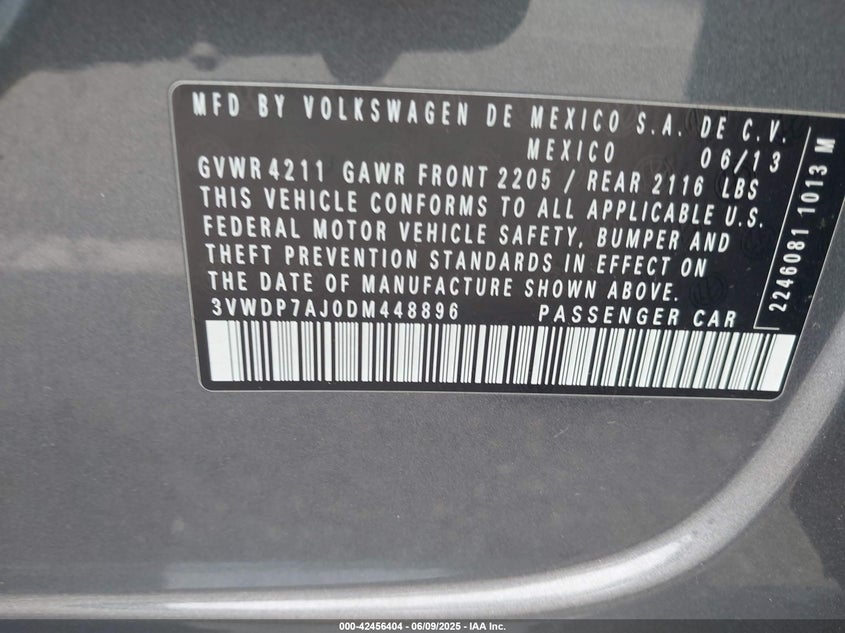 MFD BY VOLKSWAGEN DE MEXICO S.A. DE C.V.
MEXICO 06/13
GVWR 4211 GAWR FRONT 2205 / REAR 2116 LBS
THIS VEHICLE CONFORMS TO ALL APPLICABLE U.S.
FEDERAL MOTOR VEHICLE SAFETY, BUMPER AND
THEFT PREVENTION STANDARDS IN EFFECT ON
THE DATE OF MANUFACTURE SHOWN ABOVE.
3VWDP7AJ0DM448896 PASSENGER CAR
2246081 1013 M
000-42456404 - 06/09/2025 - IAA Inc.